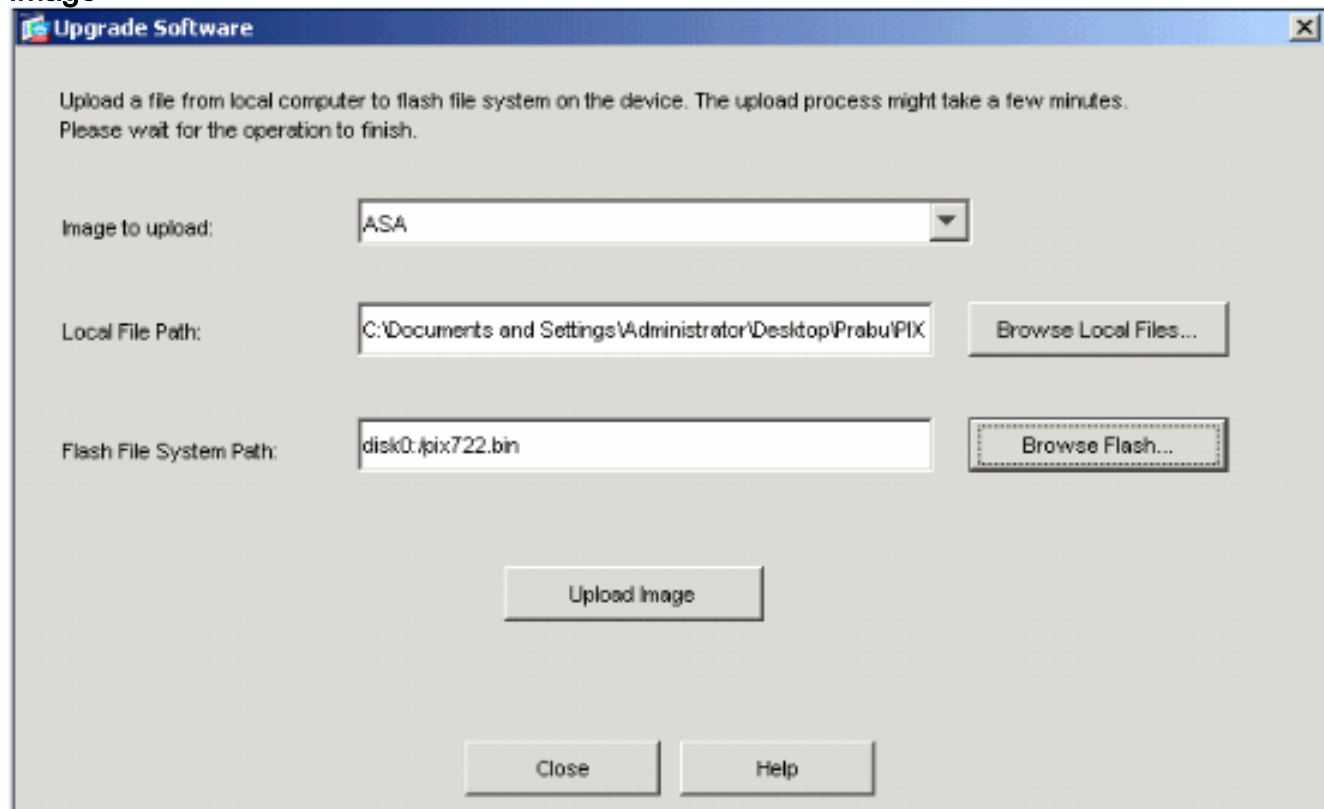 Image
Upgrade Software
Upload a file from local computer to flash file system on the device. The upload process might take a few minutes.
Please wait for the operation to finish.
Image to upload:
ASA
Local File Path:
C:\Documents and Settings\Administrator\Desktop\Prabu\PIX
Browse Local Files...
Flash File System Path:
disk0:/pix722.bin
Browse Flash...
Upload Image
Close
Help